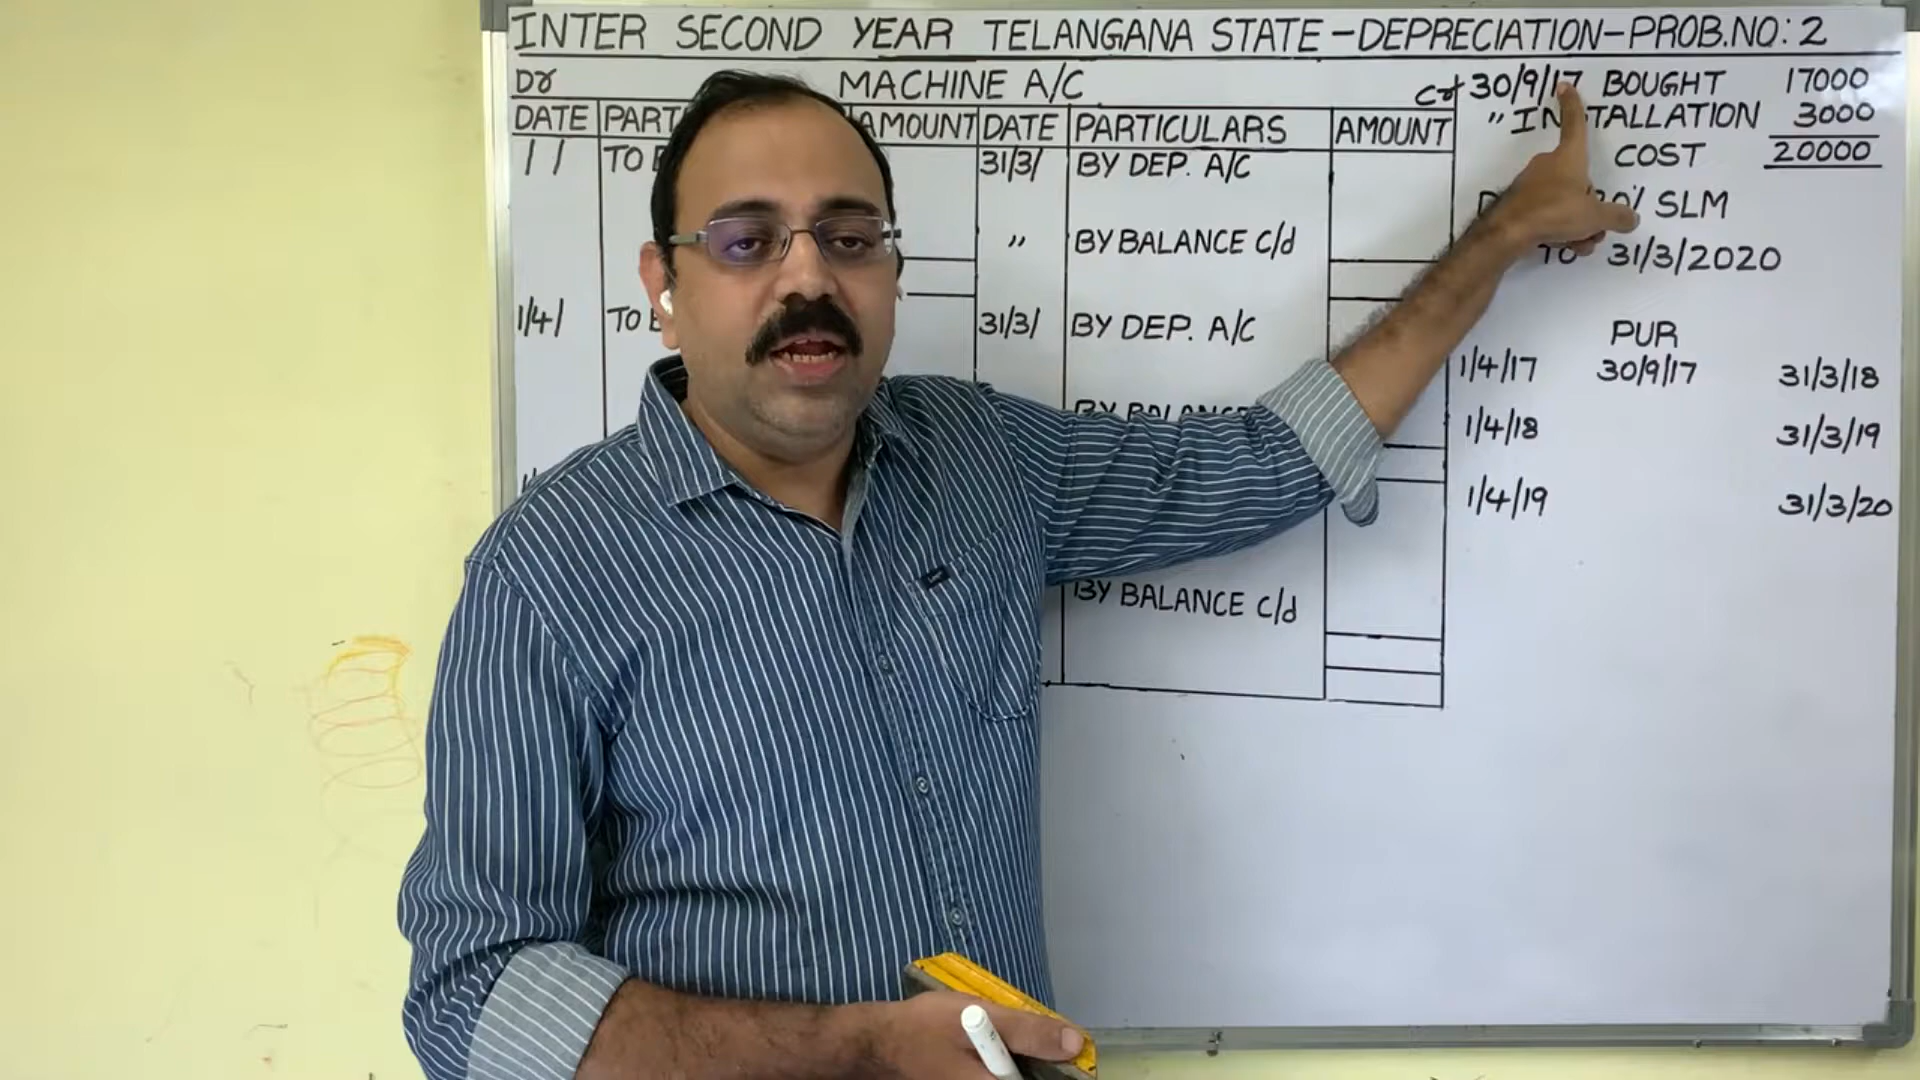 INTER SECOND YEAR TELANGANA STATE-DEPRECIATION-PROB.NO:2
Dr MACHINE A/C Cr
DATE AMOUNT DATE PARTICULARS AMOUNT
/ / TO 31/3/ BY DEP. A/C
" BY BALANCE c/d
1/4/ TO 31/3/ BY DEP. A/C
BY BALANCE
BY BALANCE c/d
30/9/17 BOUGHT 17000
" INSTALLATION 3000
COST 20000
SLM
TO 31/3/2020
PUR
1/4/17 30/9/17 31/3/18
1/4/18 31/3/19
1/4/19 31/3/20